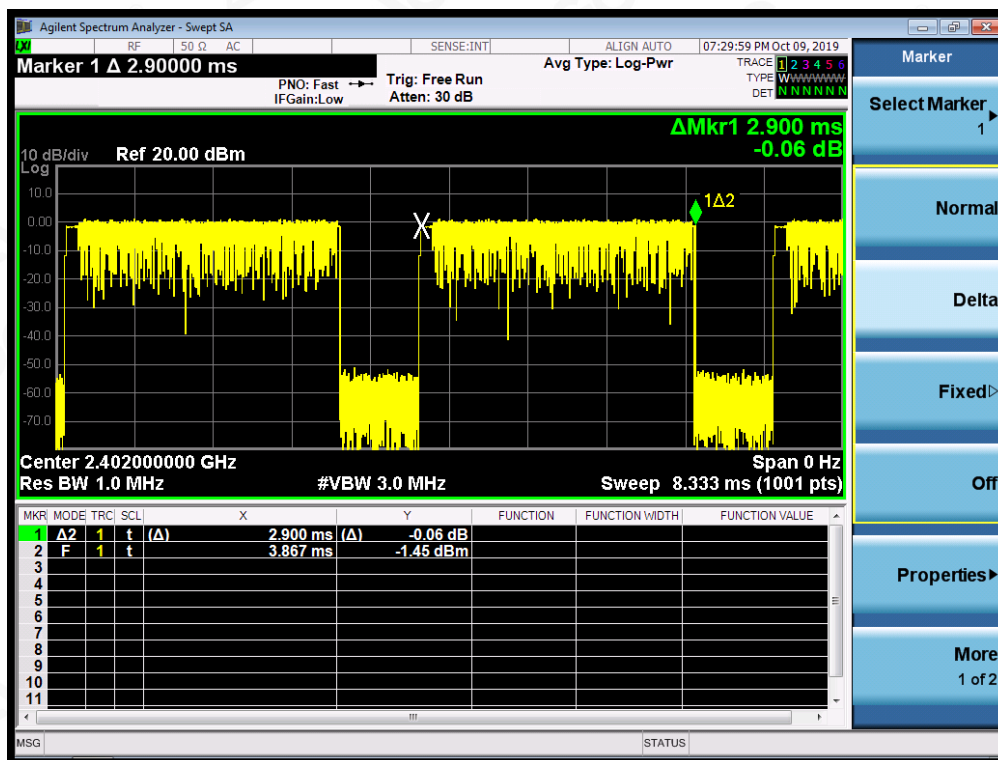 Agilent Spectrum Analyzer - Swept SA
LXI RF 50 Ω AC SENSE:INT ALIGN AUTO 07:29:59 PM Oct 09, 2019
Marker 1 Δ 2.90000 ms
PNO: Fast
IFGain:Low
Trig: Free Run
Atten: 30 dB
Avg Type: Log-Pwr
TRACE 1 2 3 4 5 6
TYPE WWWWWW
DET N N N N N N
ΔMkr1 2.900 ms
-0.06 dB
10 dB/div Ref 20.00 dBm
Log
10.0
0.00
-10.0
-20.0
-30.0
-40.0
-50.0
-60.0
-70.0
1Δ2
Center 2.402000000 GHz Span 0 Hz
Res BW 1.0 MHz #VBW 3.0 MHz Sweep 8.333 ms (1001 pts)
MKR MODE TRC SCL X Y FUNCTION FUNCTION WIDTH FUNCTION VALUE
1 Δ2 1 t (Δ) 2.900 ms (Δ) -0.06 dB
2 F 1 t 3.867 ms -1.45 dBm
3
4
5
6
7
8
9
10
11
MSG STATUS
Marker
Select Marker
1
Normal
Delta
Fixed
Off
Properties
More
1 of 2